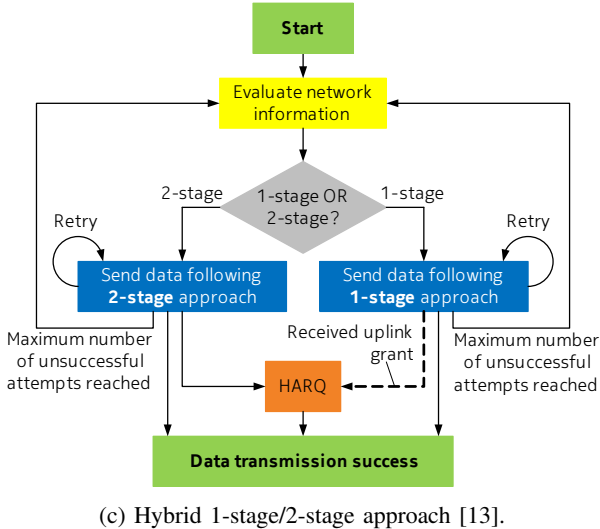 Start
Evaluate network
information
2-stage
1-stage OR
2-stage?
1-stage
Retry
Retry
Send data following
2-stage approach
Send data following
1-stage approach
Maximum number
of unsuccessful
attempts reached
Received uplink
grant
Maximum number
of unsuccessful
attempts reached
HARQ
Data transmission success
(c) Hybrid 1-stage/2-stage approach [13].